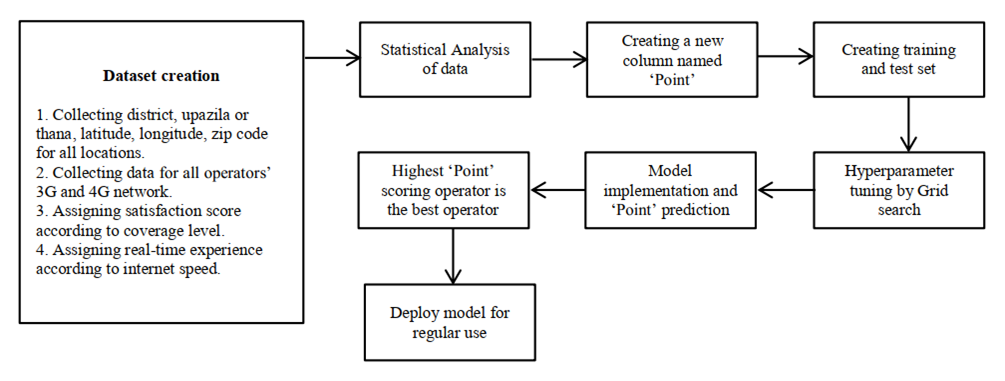 Dataset creation
1. Collecting district, upazila or
thana, latitude, longitude, zip code
for all locations.
2. Collecting data for all operators’
3G and 4G network.
3. Assigning satisfaction score
according to coverage level.
4. Assigning real-time experience
according to internet speed.
Statistical Analysis
of data
Creating a new
column named
‘Point’
Creating training
and test set
Hyperparameter
tuning by Grid
search
Model
implementation and
‘Point’ prediction
Highest ‘Point’
scoring operator is
the best operator
Deploy model for
regular use